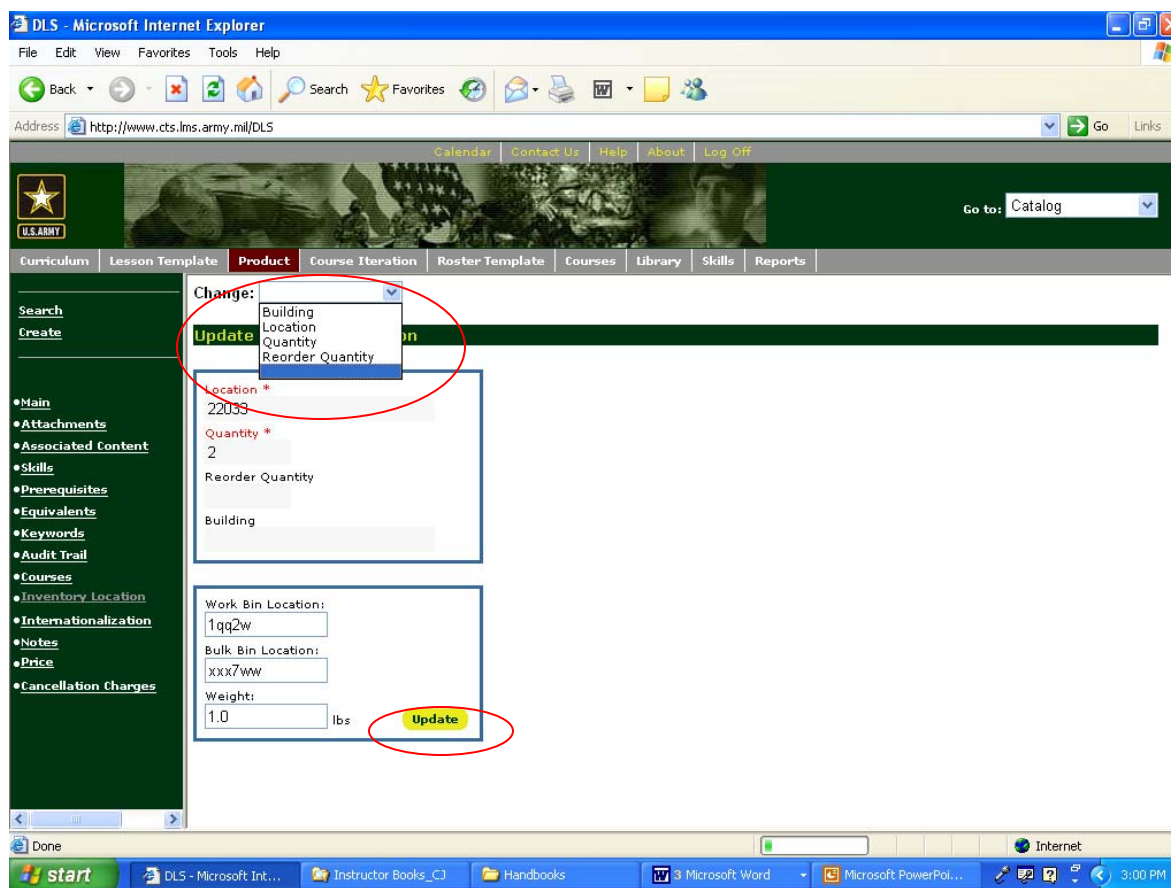 DLS - Microsoft Internet Explorer
File Edit View Favorites Tools Help
Back Search Favorites
Address http://www.cts.lms.army.mil/DLS Go Links
Calendar Contact Us Help About Log Off
U.S.ARMY
Go to: Catalog
Curriculum Lesson Template Product Course Iteration Roster Template Courses Library Skills Reports
Search
Create
•Main
•Attachments
•Associated Content
•Skills
•Prerequisites
•Equivalents
•Keywords
•Audit Trail
•Courses
•Inventory Location
•Internationalization
•Notes
•Price
•Cancellation Charges
Change:
Building
Location
Quantity
Reorder Quantity
Update on
Location *
22033
Quantity *
2
Reorder Quantity
Building
Work Bin Location:
1qq2w
Bulk Bin Location:
xxx7ww
Weight:
1.0 lbs Update
Done Internet
start DLS - Microsoft Int... Instructor Books_CJ Handbooks 3 Microsoft Word Microsoft PowerPoi... 3:00 PM